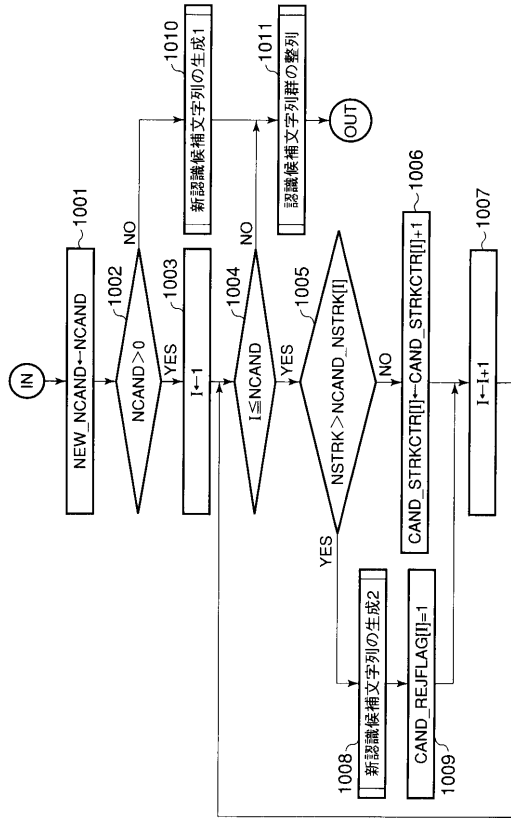 IN
1001
NEW_NCAND←NCAND
1002
NCAND>0
NO
YES
1010
新認識候補文字列の生成1
1003
I←1
1004
I≦NCAND
NO
YES
1011
認識候補文字列群の整列
OUT
1005
NSTRK>NCAND_NSTRK[I]
YES
NO
1008
新認識候補文字列の生成2
1009
CAND_REJFLAG[I]=1
1006
CAND_STRKCTR[I]←CAND_STRKCTR[I]+1
1007
I←I+1